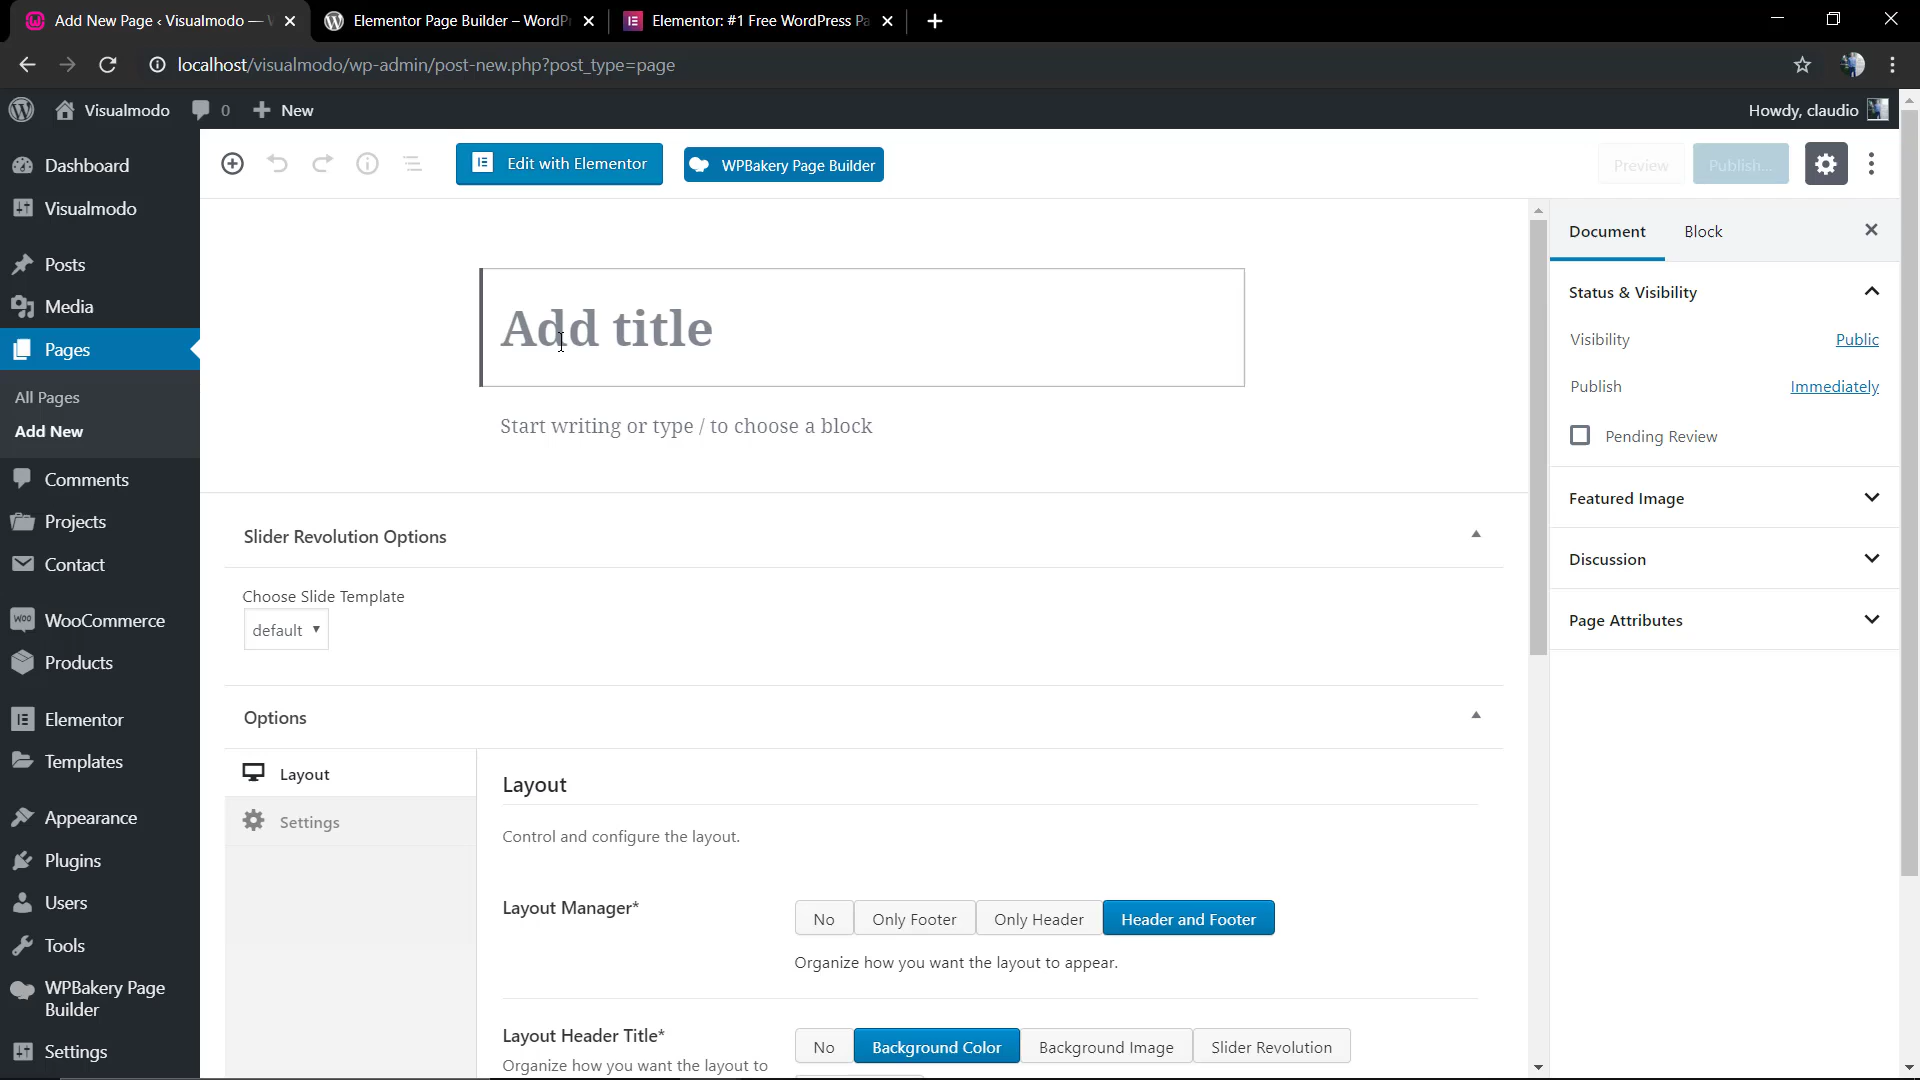 Add New Page ‹ Visualmodo —
Elementor Page Builder – WordP
Elementor: #1 Free WordPress Pa
localhost/visualmodo/wp-admin/post-new.php?post_type=page
Visualmodo
0
New
Howdy, claudio
Dashboard
Visualmodo
Posts
Media
Pages
All Pages
Add New
Comments
Projects
Contact
WooCommerce
Products
Elementor
Templates
Appearance
Plugins
Users
Tools
WPBakery Page
Builder
Settings
Edit with Elementor
WPBakery Page Builder
Preview
Publish...
Add title
Start writing or type / to choose a block
Slider Revolution Options
Choose Slide Template
default
Options
Layout
Settings
Layout
Control and configure the layout.
Layout Manager*
No
Only Footer
Only Header
Header and Footer
Organize how you want the layout to appear.
Layout Header Title*
Organize how you want the layout to
No
Background Color
Background Image
Slider Revolution
Document
Block
Status & Visibility
Visibility
Public
Publish
Immediately
Pending Review
Featured Image
Discussion
Page Attributes